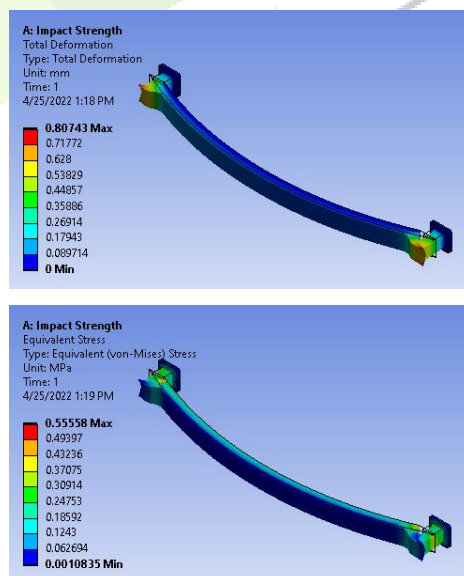 A: Impact Strength
Total Deformation
Type: Total Deformation
Unit: mm
Time: 1
4/25/2022 1:18 PM
0.80743 Max
0.71772
0.628
0.53829
0.44857
0.35886
0.26914
0.17943
0.089714
0 Min
A: Impact Strength
Equivalent Stress
Type: Equivalent (von-Mises) Stress
Unit: MPa
Time: 1
4/25/2022 1:19 PM
0.55558 Max
0.49397
0.43236
0.37075
0.30914
0.24753
0.18592
0.1243
0.062694
0.0010835 Min